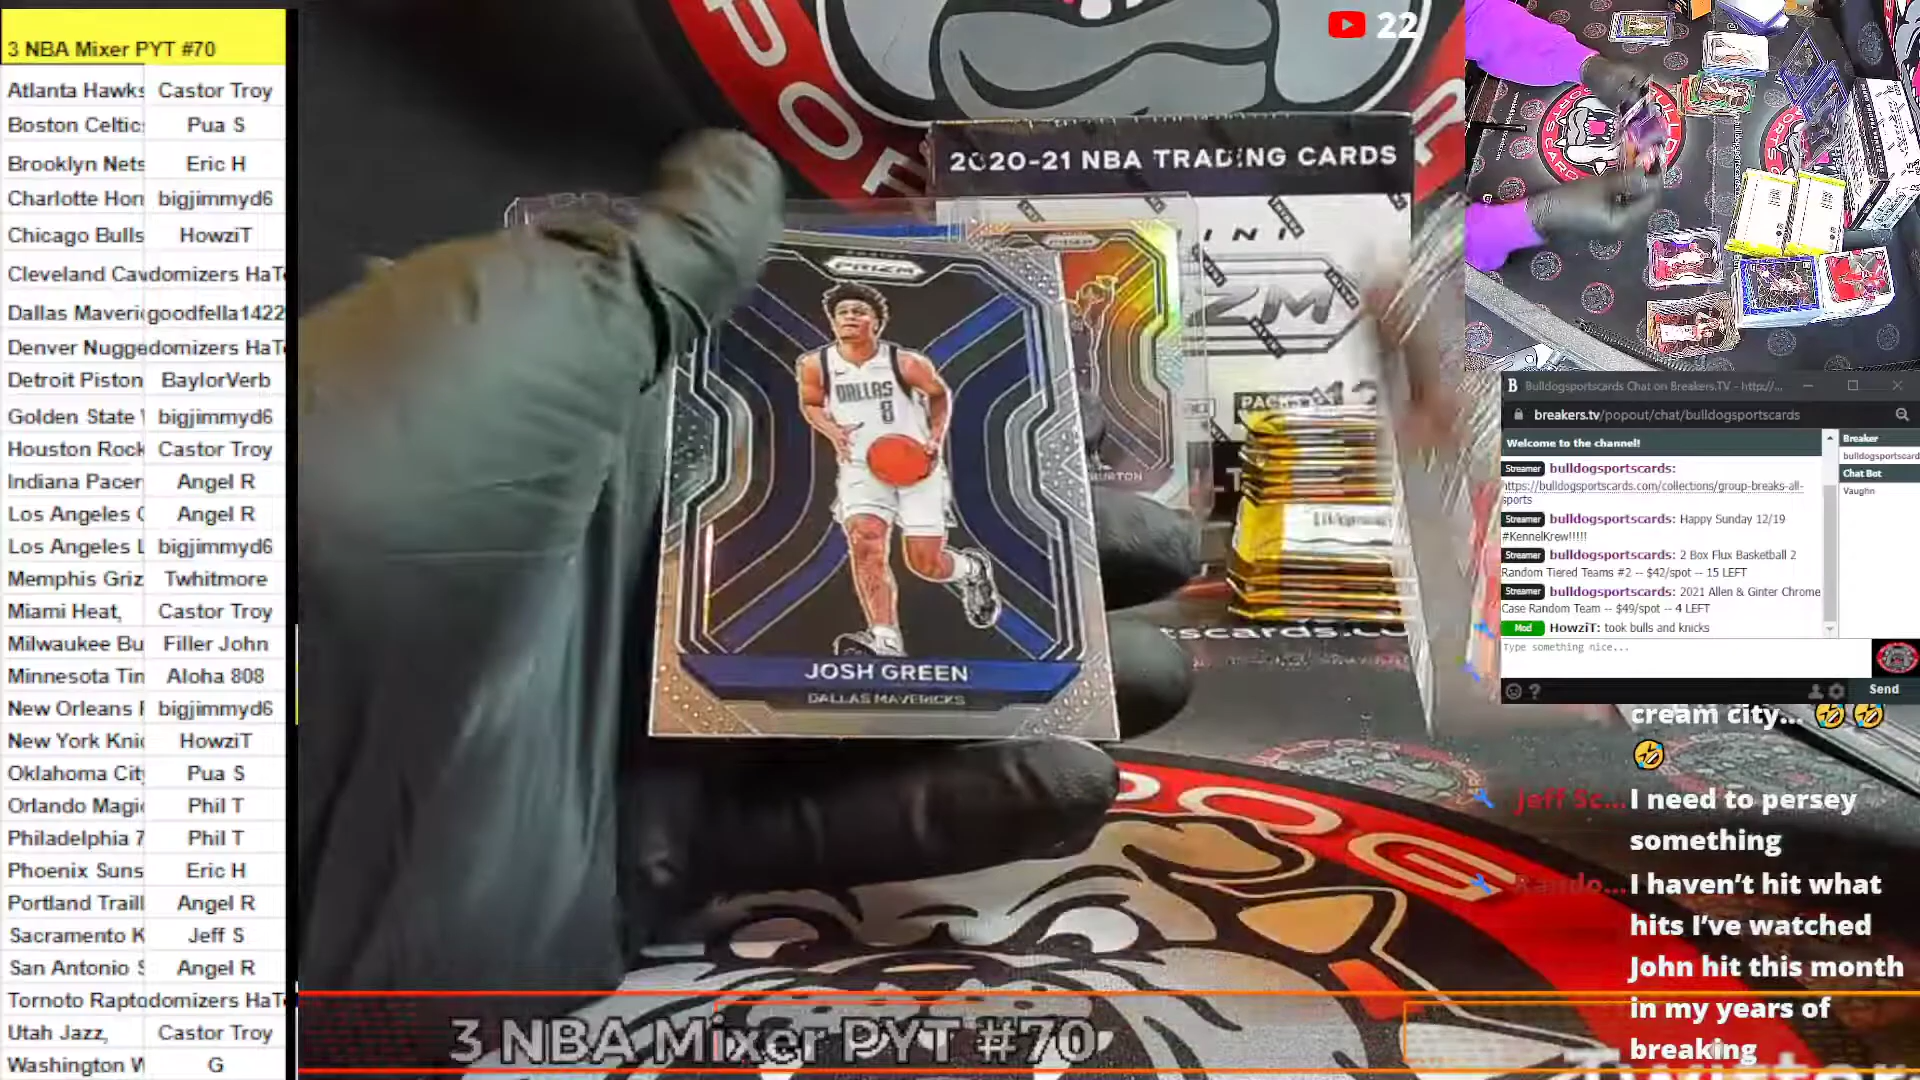 3 NBA Mixer PYT #70
Atlanta Hawks Castor Troy
Boston Celtic Pua S
Brooklyn Nets Eric H
Charlotte Hon bigjimmyd6
Chicago Bulls HowziT
Cleveland Cavdomizers HaT
Dallas Maveri goodfella1422
Denver Nuggedomizers HaT
Detroit Piston BaylorVerb
Golden State bigjimmyd6
Houston Rock Castor Troy
Indiana Pacer Angel R
Los Angeles C Angel R
Los Angeles L bigjimmyd6
Memphis Griz Twhitmore
Miami Heat, Castor Troy
Milwaukee Bu Filler John
Minnesota Tin Aloha 808
New Orleans bigjimmyd6
New York Knic HowziT
Oklahoma City Pua S
Orlando Magic Phil T
Philadelphia 7 Phil T
Phoenix Suns Eric H
Portland Trail Angel R
Sacramento K Jeff S
San Antonio S Angel R
Tornoto Raptodomizers HaT
Utah Jazz, Castor Troy
Washington W G
22
2020-21 NBA TRADING CARDS
PRIZM
DALLAS
8
JOSH GREEN
DALLAS MAVERICKS
3 NBA Mixer PYT #70
Bulldogsportscards Chat on Breakers.TV - http://...
breakers.tv/popout/chat/bulldogsportscards
Welcome to the channel!
Streamer bulldogsportscards:
https://bulldogsportscards.com/collections/group-breaks-all-
sports
Streamer bulldogsportscards: Happy Sunday 12/19
#KennelKrew!!!!!
Streamer bulldogsportscards: 2 Box Flux Basketball 2
Random Tiered Teams #2 -- $42/spot -- 15 LEFT
Streamer bulldogsportscards: 2021 Allen & Ginter Chrome
Case Random Team -- $49/spot -- 4 LEFT
Mod HowziT: took bulls and knicks
Type something nice...
Send
Breaker
bulldogsportscard
Chat Bot
Vaughn
cream city... 🤣🤣
🤣
Jeff Sc... I need to persey
something
Rando... I haven't hit what
hits I've watched
John hit this month
in my years of
breaking